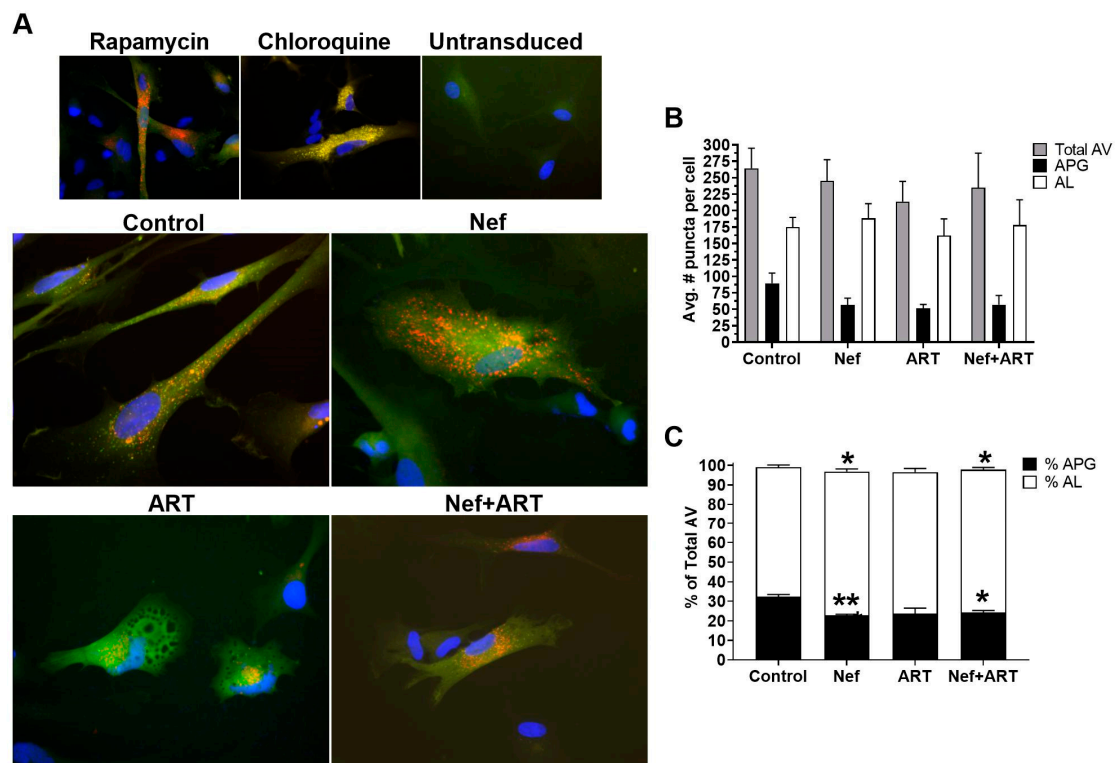 A
Rapamycin Chloroquine Untransduced
Control Nef
ART Nef+ART
B
Avg. # puncta per cell
300
275
250
225
200
175
150
125
100
75
50
25
0
Control Nef ART Nef+ART
Total AV
APG
AL
C
% of Total AV
100
90
80
70
60
50
40
30
20
10
0
* *
** *
Control Nef ART Nef+ART
% APG
% AL